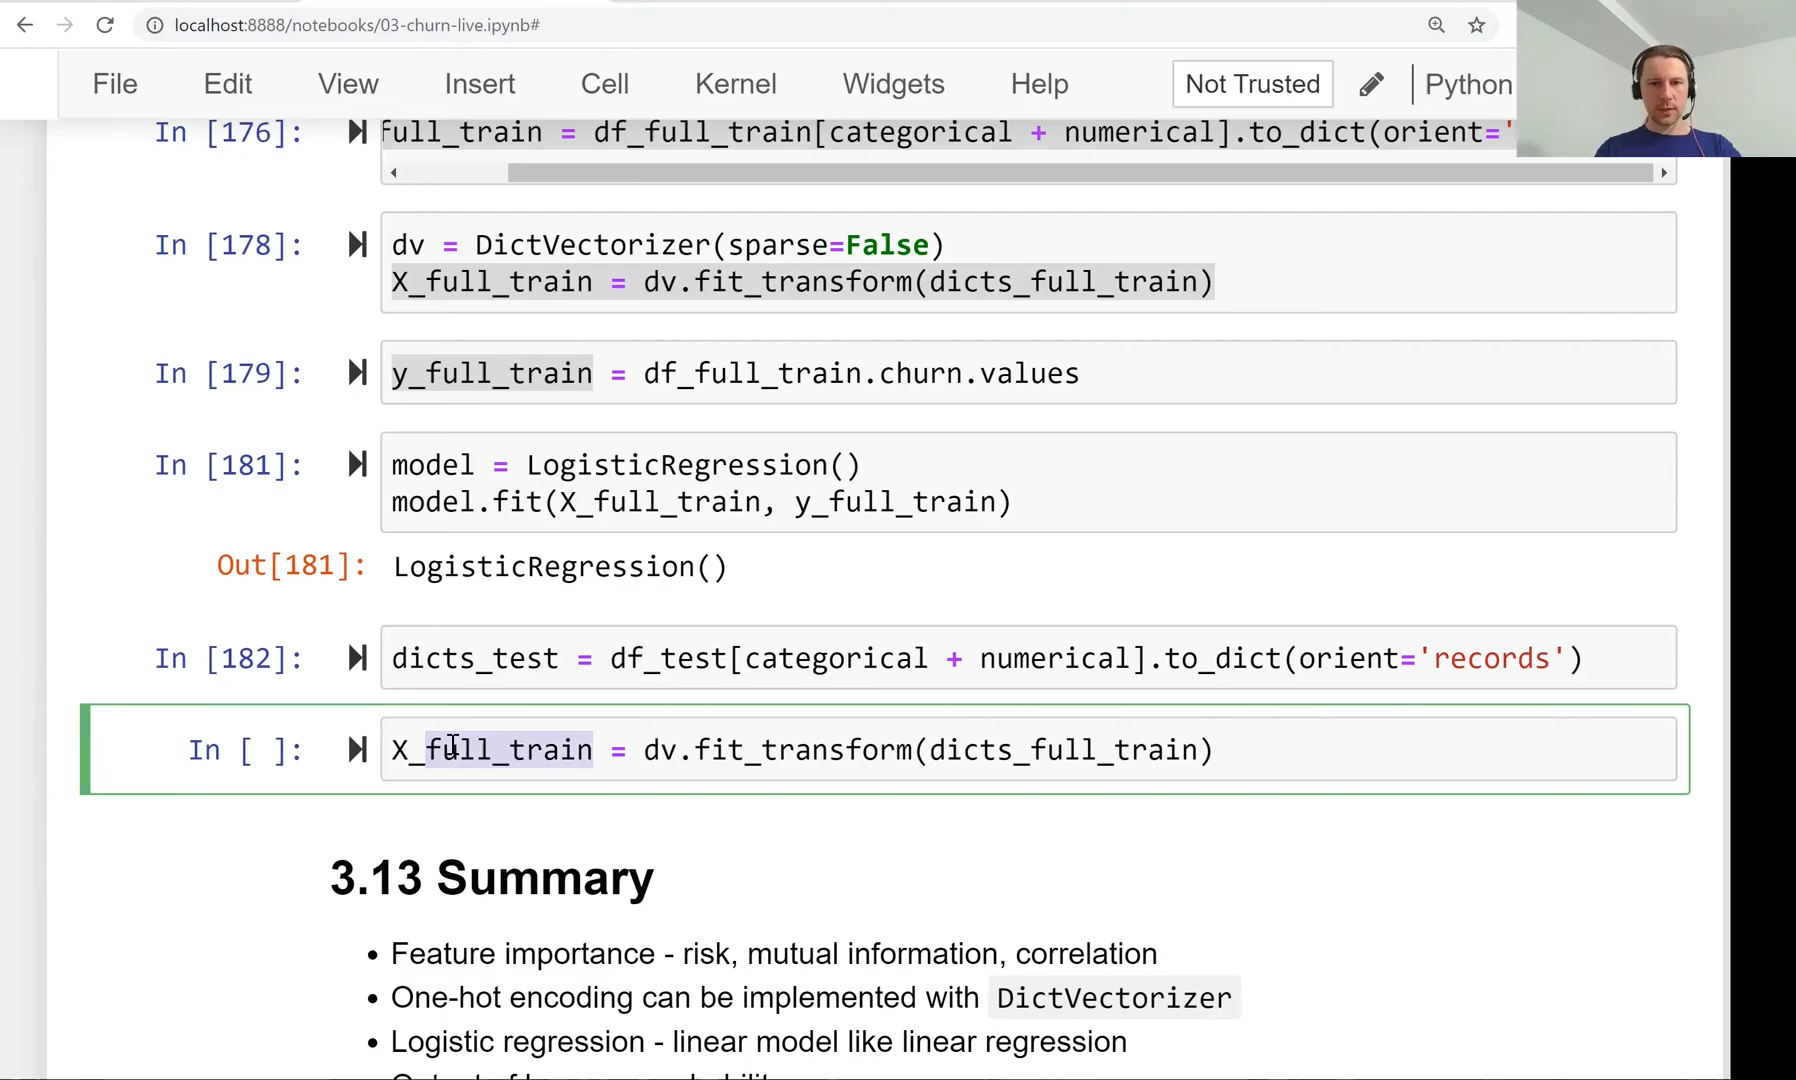 localhost:8888/notebooks/03-churn-live.ipynb#
File Edit View Insert Cell Kernel Widgets Help Not Trusted Python
In [176]: full_train = df_full_train[categorical + numerical].to_dict(orient='
In [178]: dv = DictVectorizer(sparse=False)
X_full_train = dv.fit_transform(dicts_full_train)
In [179]: y_full_train = df_full_train.churn.values
In [181]: model = LogisticRegression()
model.fit(X_full_train, y_full_train)
Out[181]: LogisticRegression()
In [182]: dicts_test = df_test[categorical + numerical].to_dict(orient='records')
In [ ]: X_full_train = dv.fit_transform(dicts_full_train)
3.13 Summary
• Feature importance - risk, mutual information, correlation
• One-hot encoding can be implemented with DictVectorizer
• Logistic regression - linear model like linear regression